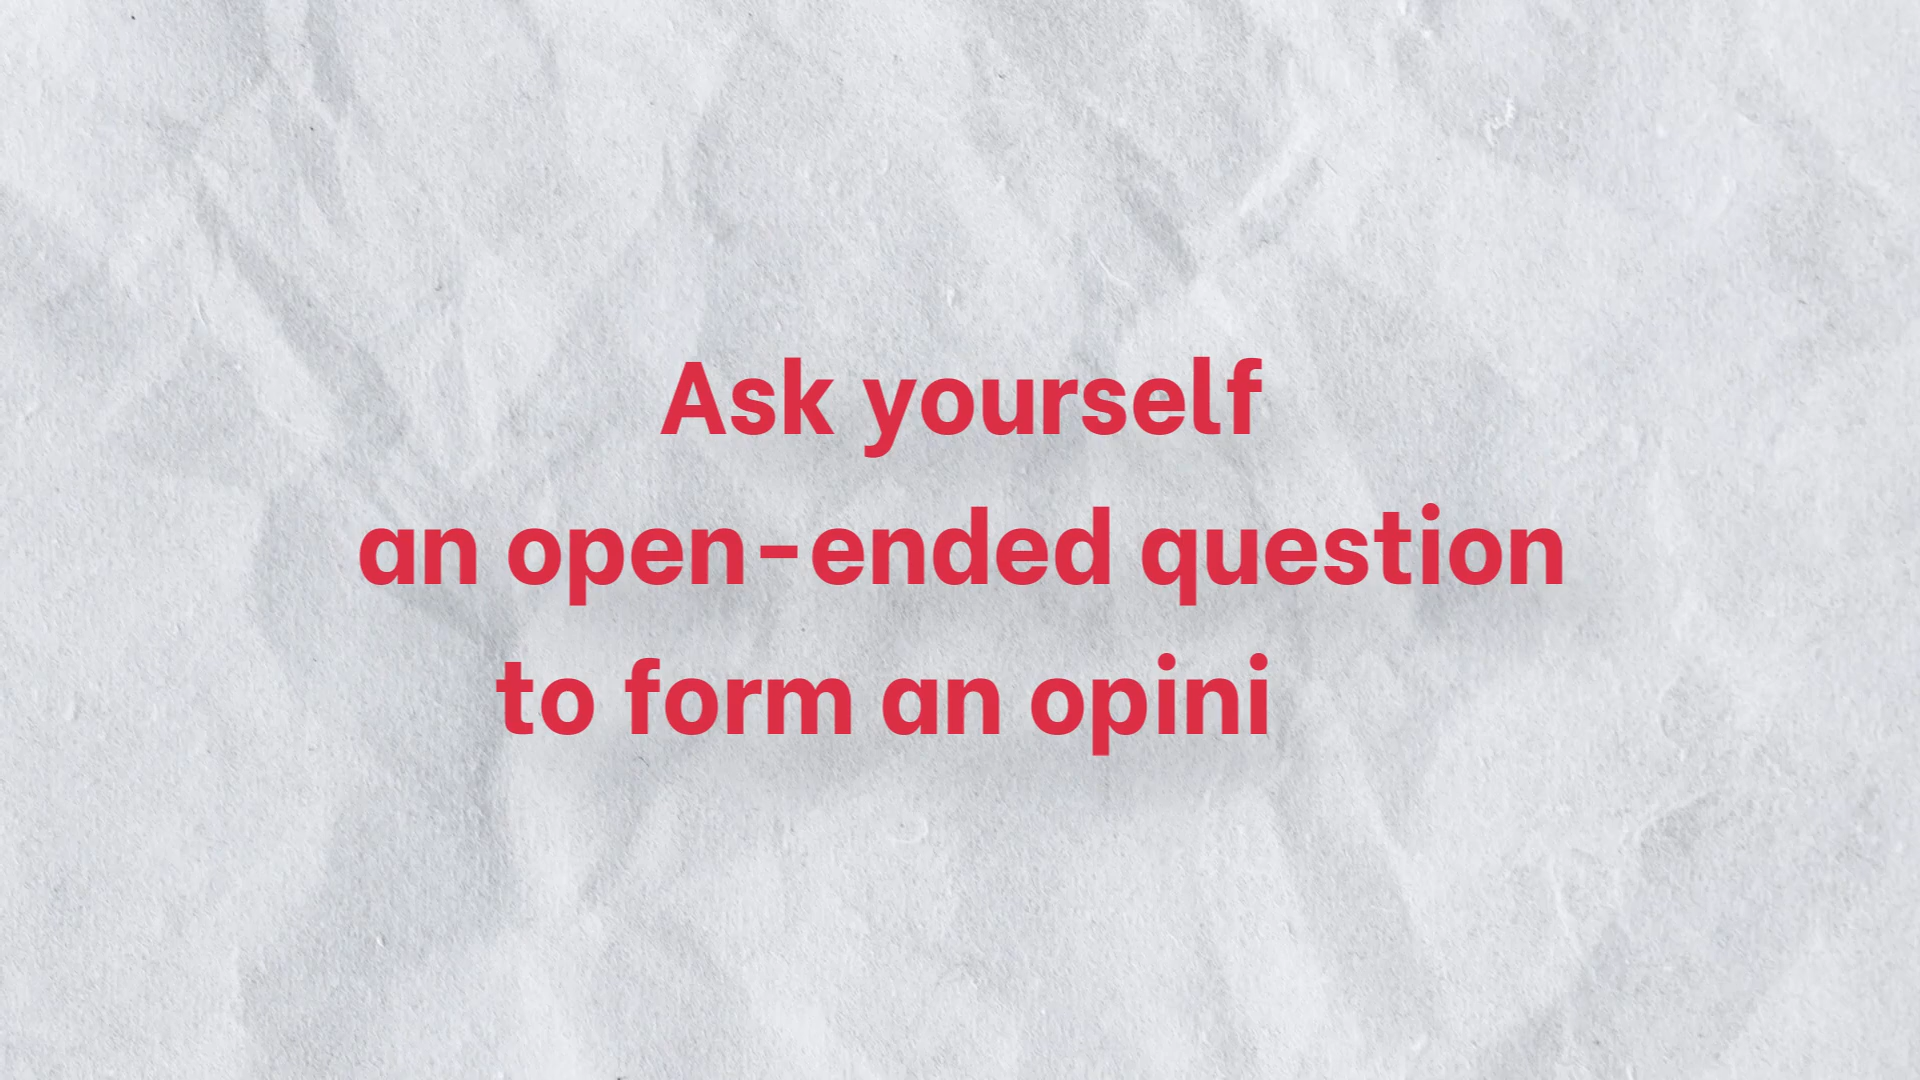 Ask yourself
an open-ended question
to form an opini